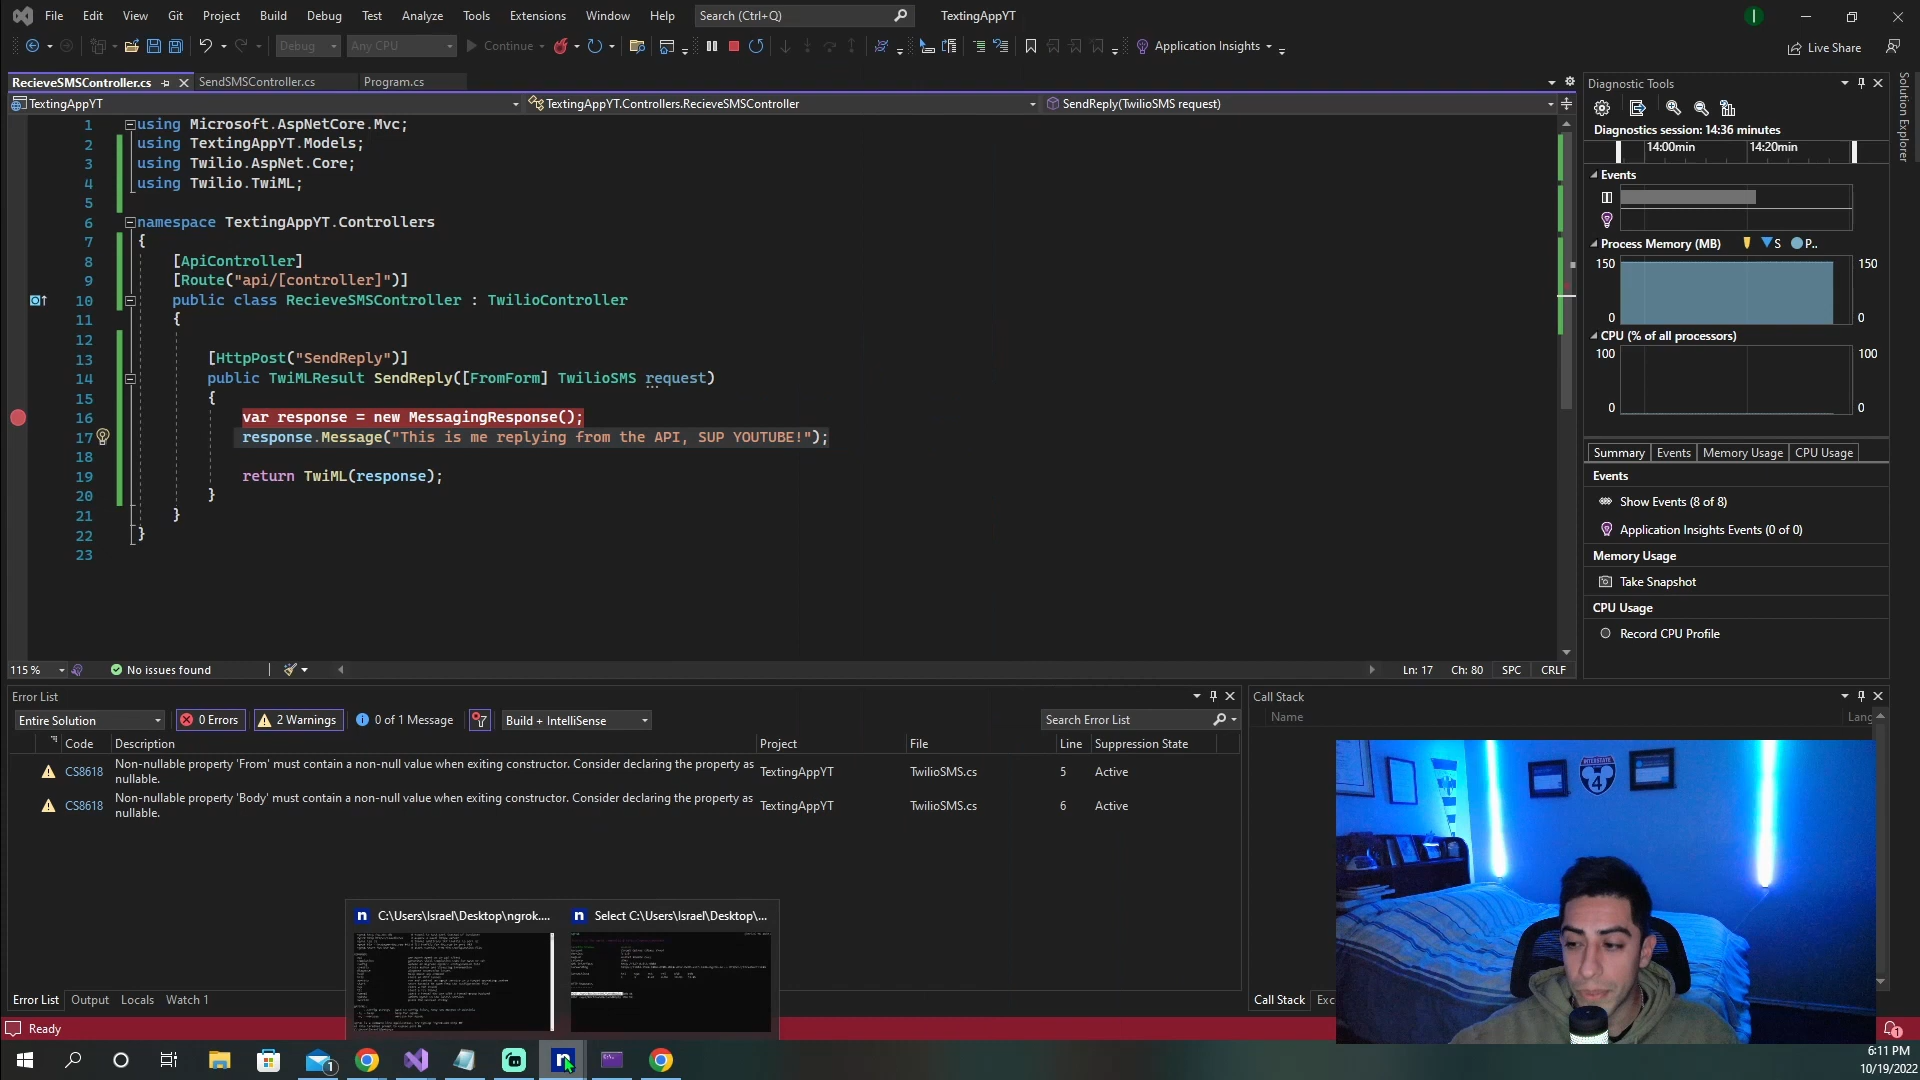 File Edit View Git Project Build Debug Test Analyze Tools Extensions Window Help Search (Ctrl+Q) TextingAppYT
Debug Any CPU Continue Application Insights Live Share
RecieveSMSController.cs SendSMSController.cs Program.cs
TextingAppYT TextingAppYT.Controllers.RecieveSMSController SendReply(TwilioSMS request)
1 using Microsoft.AspNetCore.Mvc;
2 using TextingAppYT.Models;
3 using Twilio.AspNet.Core;
4 using Twilio.TwiML;
5
6 namespace TextingAppYT.Controllers
7 {
8 [ApiController]
9 [Route("api/[controller]")]
10 public class RecieveSMSController : TwilioController
11 {
12
13 [HttpPost("SendReply")]
14 public TwiMLResult SendReply([FromForm] TwilioSMS request)
15 {
16 var response = new MessagingResponse();
17 response.Message("This is me replying from the API, SUP YOUTUBE!");
18
19 return TwiML(response);
20 }
21 }
22 }
23
115 % No issues found Ln: 17 Ch: 80 SPC CRLF
Diagnostic Tools
Diagnostics session: 14:36 minutes
14:00min 14:20min
Events
Process Memory (MB) S P..
150 150
0 0
CPU (% of all processors)
100 100
0 0
Summary Events Memory Usage CPU Usage
Events
Show Events (8 of 8)
Application Insights Events (0 of 0)
Memory Usage
Take Snapshot
CPU Usage
Record CPU Profile
Solution Explorer
Error List
Entire Solution 0 Errors 2 Warnings 0 of 1 Message Build + IntelliSense Search Error List
Code Description Project File Line Suppression State
CS8618 Non-nullable property 'From' must contain a non-null value when exiting constructor. Consider declaring the property as nullable. TextingAppYT TwilioSMS.cs 5 Active
CS8618 Non-nullable property 'Body' must contain a non-null value when exiting constructor. Consider declaring the property as nullable. TextingAppYT TwilioSMS.cs 6 Active
Error List Output Locals Watch 1
Call Stack
Name Lang
INTERSTATE
4
Call Stack Exc
C:\Users\Israel\Desktop\ngrok.... Select C:\Users\Israel\Desktop\...
Ready
6:11 PM
10/19/2022